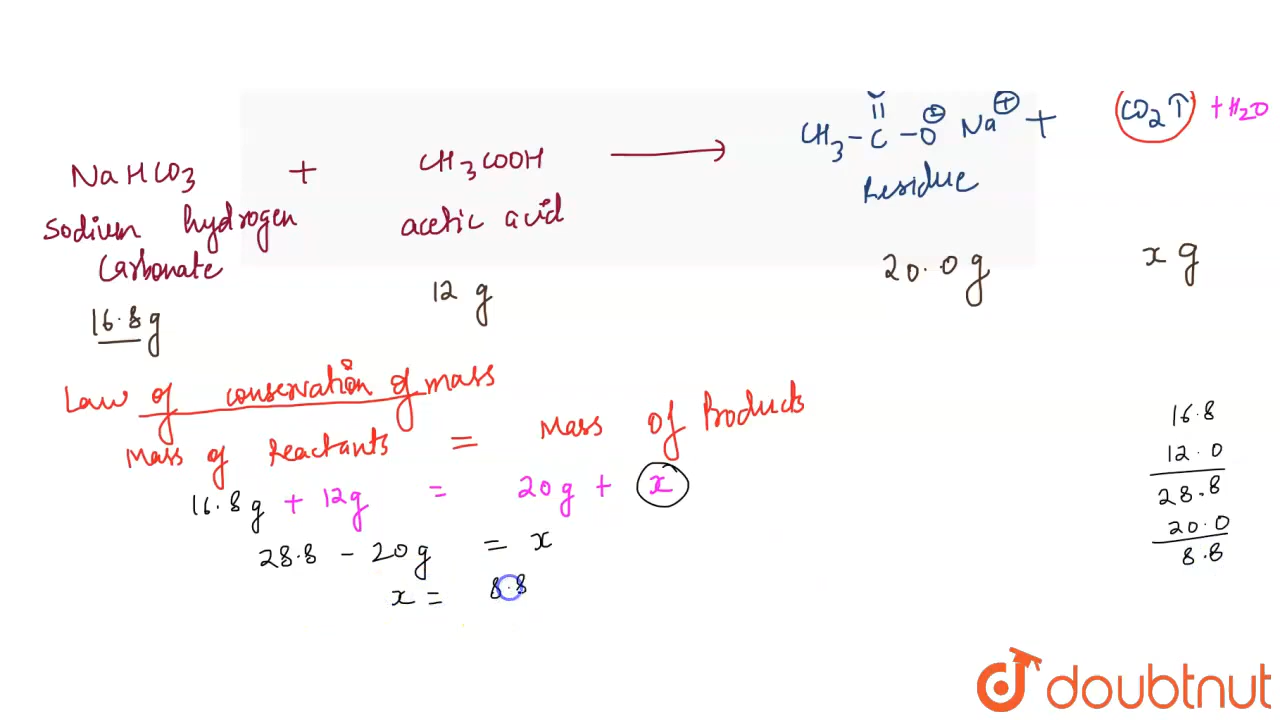 O
CH3 – C – O⊖ Na⊕ + CO2↑ + H2O
NaHCO3 + CH3COOH ⟶
Residue
Sodium hydrogen acetic acid
Carbonate
20.0g x g
16.8g 12 g
Law of conservation of mass
Mass of Reactants = Mass of Products
16.8g + 12g = 20g + x
28.8 – 20g = x
x = 8.8
16.8
12.0
28.8
20.0
8.8
doubtnut